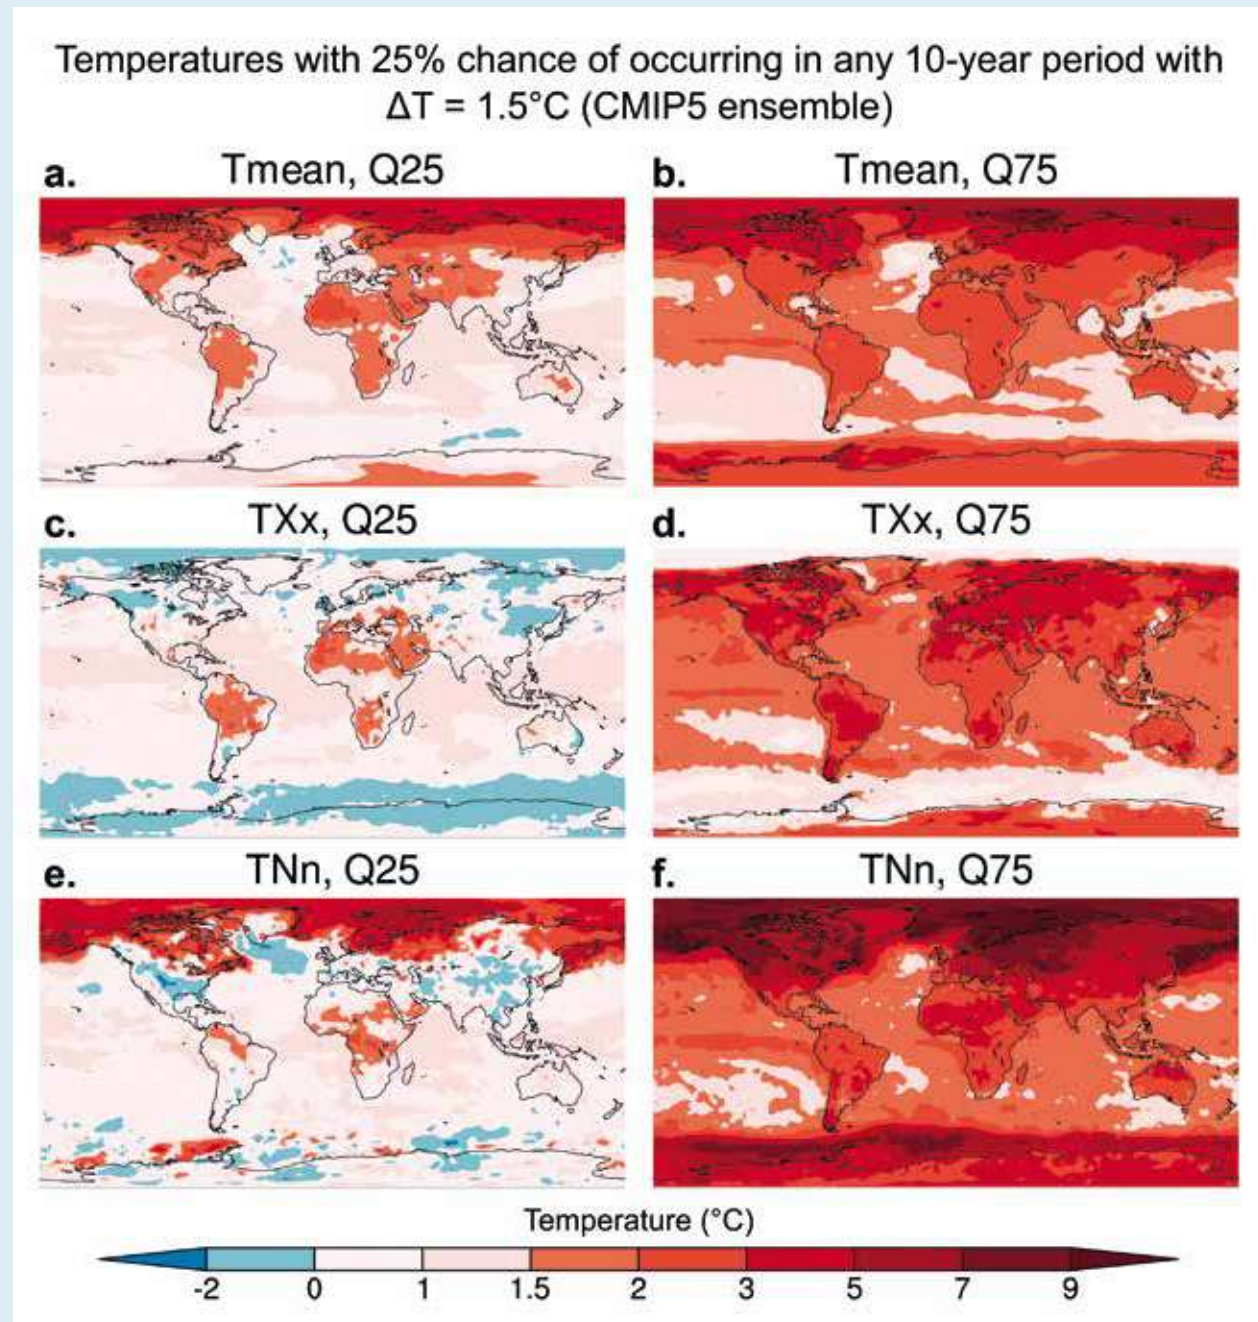 Temperatures with 25% chance of occurring in any 10-year period with
ΔT = 1.5°C (CMIP5 ensemble)
a. Tmean, Q25
b. Tmean, Q75
c. TXx, Q25
d. TXx, Q75
e. TNn, Q25
f. TNn, Q75
Temperature (°C)
-2 0 1 1.5 2 3 5 7 9